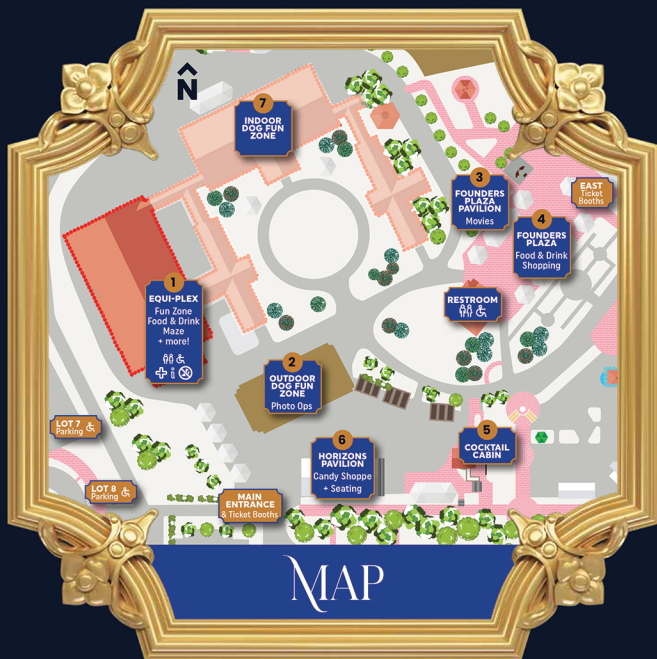 N
7
INDOOR
DOG FUN
ZONE
3
FOUNDERS
PLAZA
PAVILION
Movies
EAST
Ticket
Booths
4
FOUNDERS
PLAZA
Food & Drink
Shopping
1
EQUI-PLEX
Fun Zone
Food & Drink
Maze
+ more!
RESTROOM
2
OUTDOOR
DOG FUN
ZONE
Photo Ops
LOT 7
Parking
5
COCKTAIL
CABIN
6
HORIZONS
PAVILION
Candy Shoppe
+ Seating
LOT 8
Parking
MAIN
ENTRANCE
& Ticket Booths
MAP